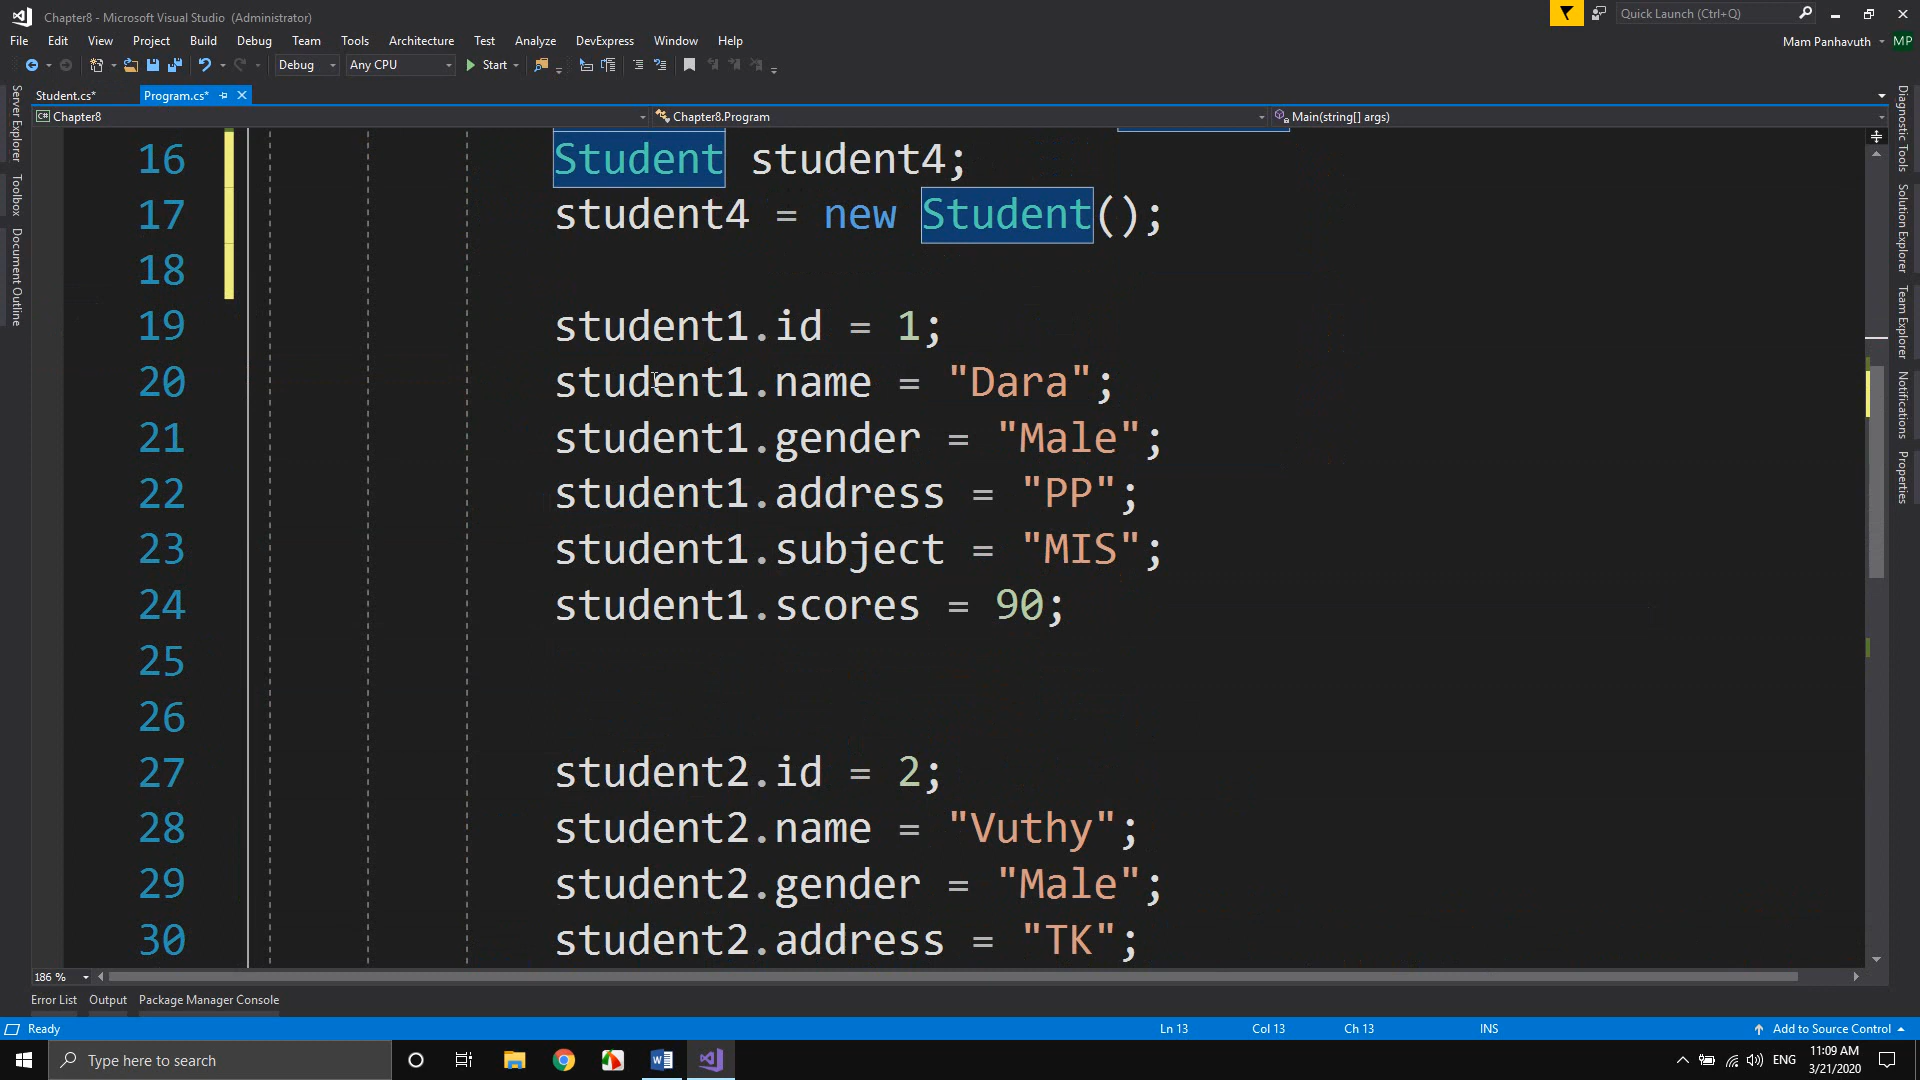 Chapter8 - Microsoft Visual Studio (Administrator)
Quick Launch (Ctrl+Q)
File Edit View Project Build Debug Team Tools Architecture Test Analyze DevExpress Window Help
Mam Panhavuth MP
Debug Any CPU Start
Student.cs* Program.cs*
C# Chapter8 Chapter8.Program Main(string[] args)
Server Explorer
Toolbox
Document Outline
16 Student student4;
17 student4 = new Student();
18
19 student1.id = 1;
20 student1.name = "Dara";
21 student1.gender = "Male";
22 student1.address = "PP";
23 student1.subject = "MIS";
24 student1.scores = 90;
25
26
27 student2.id = 2;
28 student2.name = "Vuthy";
29 student2.gender = "Male";
30 student2.address = "TK";
Diagnostic Tools
Solution Explorer
Team Explorer
Notifications
Properties
186 %
Error List Output Package Manager Console
Ready Ln 13 Col 13 Ch 13 INS Add to Source Control
Type here to search
ENG 11:09 AM
3/21/2020